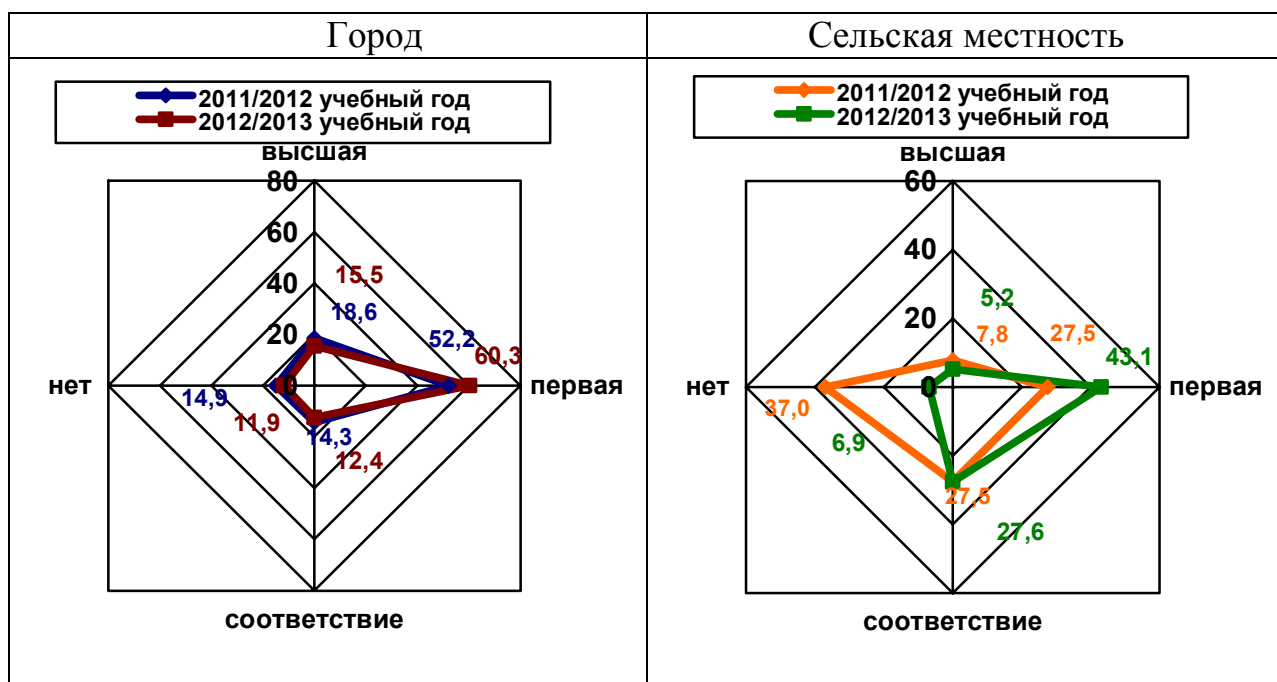 Город
Сельская местность
2011/2012 учебный год
2012/2013 учебный год
высшая
80
60
40
20
0
15,5
18,6
52,2
60,3
нет
первая
14,9
11,9
14,3
12,4
соответствие
2011/2012 учебный год
2012/2013 учебный год
высшая
60
40
20
0
5,2
7,8
27,5
43,1
нет
первая
37,0
6,9
27,5
27,6
соответствие